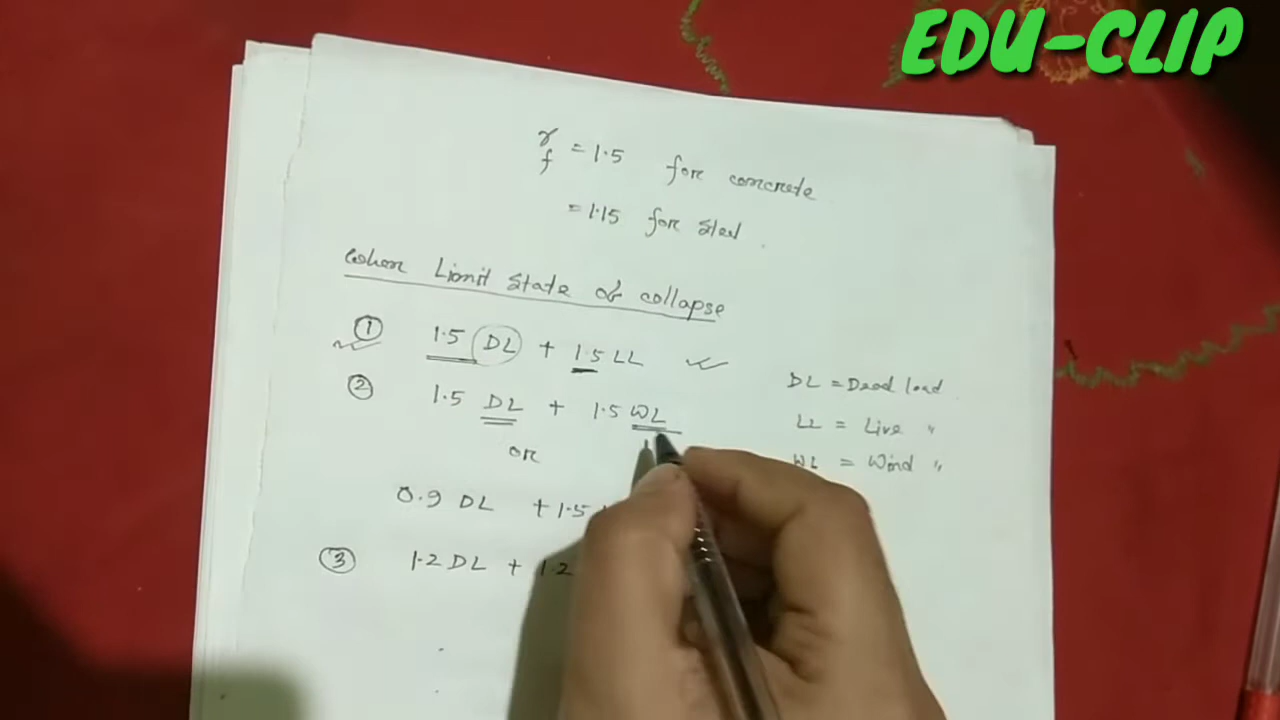 EDU-CLIP
γf = 1.5 for concrete
= 1.15 for steel
Limit State of collapse
① 1.5 DL + 1.5 LL
② 1.5 DL + 1.5 WL
or
0.9 DL + 1.5
③ 1.2 DL + 1.2
DL = Dead load
LL = Live "
WL = Wind "